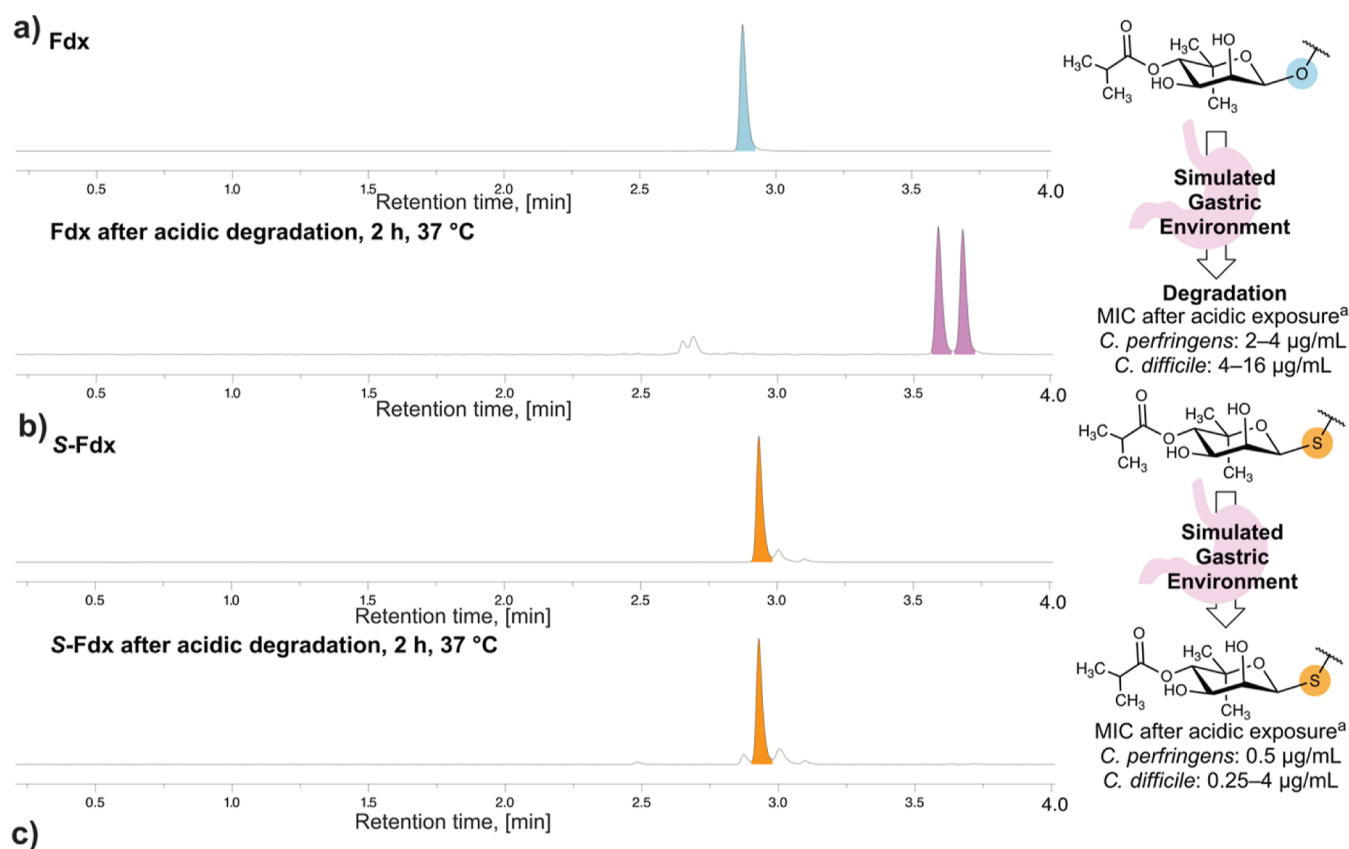 a) Fdx
0.5 1.0 1.5 2.0 2.5 3.0 3.5 4.0
Retention time, [min]
Fdx after acidic degradation, 2 h, 37 °C
0.5 1.0 1.5 2.0 2.5 3.0 3.5 4.0
Retention time, [min]
O
H₃C
CH₃
O
H₃C
HO
O
HO
CH₃
O
Simulated
Gastric
Environment
Degradation
MIC after acidic exposureᵃ
C. perfringens: 2–4 µg/mL
C. difficile: 4–16 µg/mL
b) S-Fdx
0.5 1.0 1.5 2.0 2.5 3.0 3.5 4.0
Retention time, [min]
S-Fdx after acidic degradation, 2 h, 37 °C
0.5 1.0 1.5 2.0 2.5 3.0 3.5 4.0
Retention time, [min]
O
H₃C
CH₃
O
H₃C
HO
O
HO
CH₃
S
Simulated
Gastric
Environment
O
H₃C
CH₃
O
H₃C
HO
O
HO
CH₃
S
MIC after acidic exposureᵃ
C. perfringens: 0.5 µg/mL
C. difficile: 0.25–4 µg/mL
c)